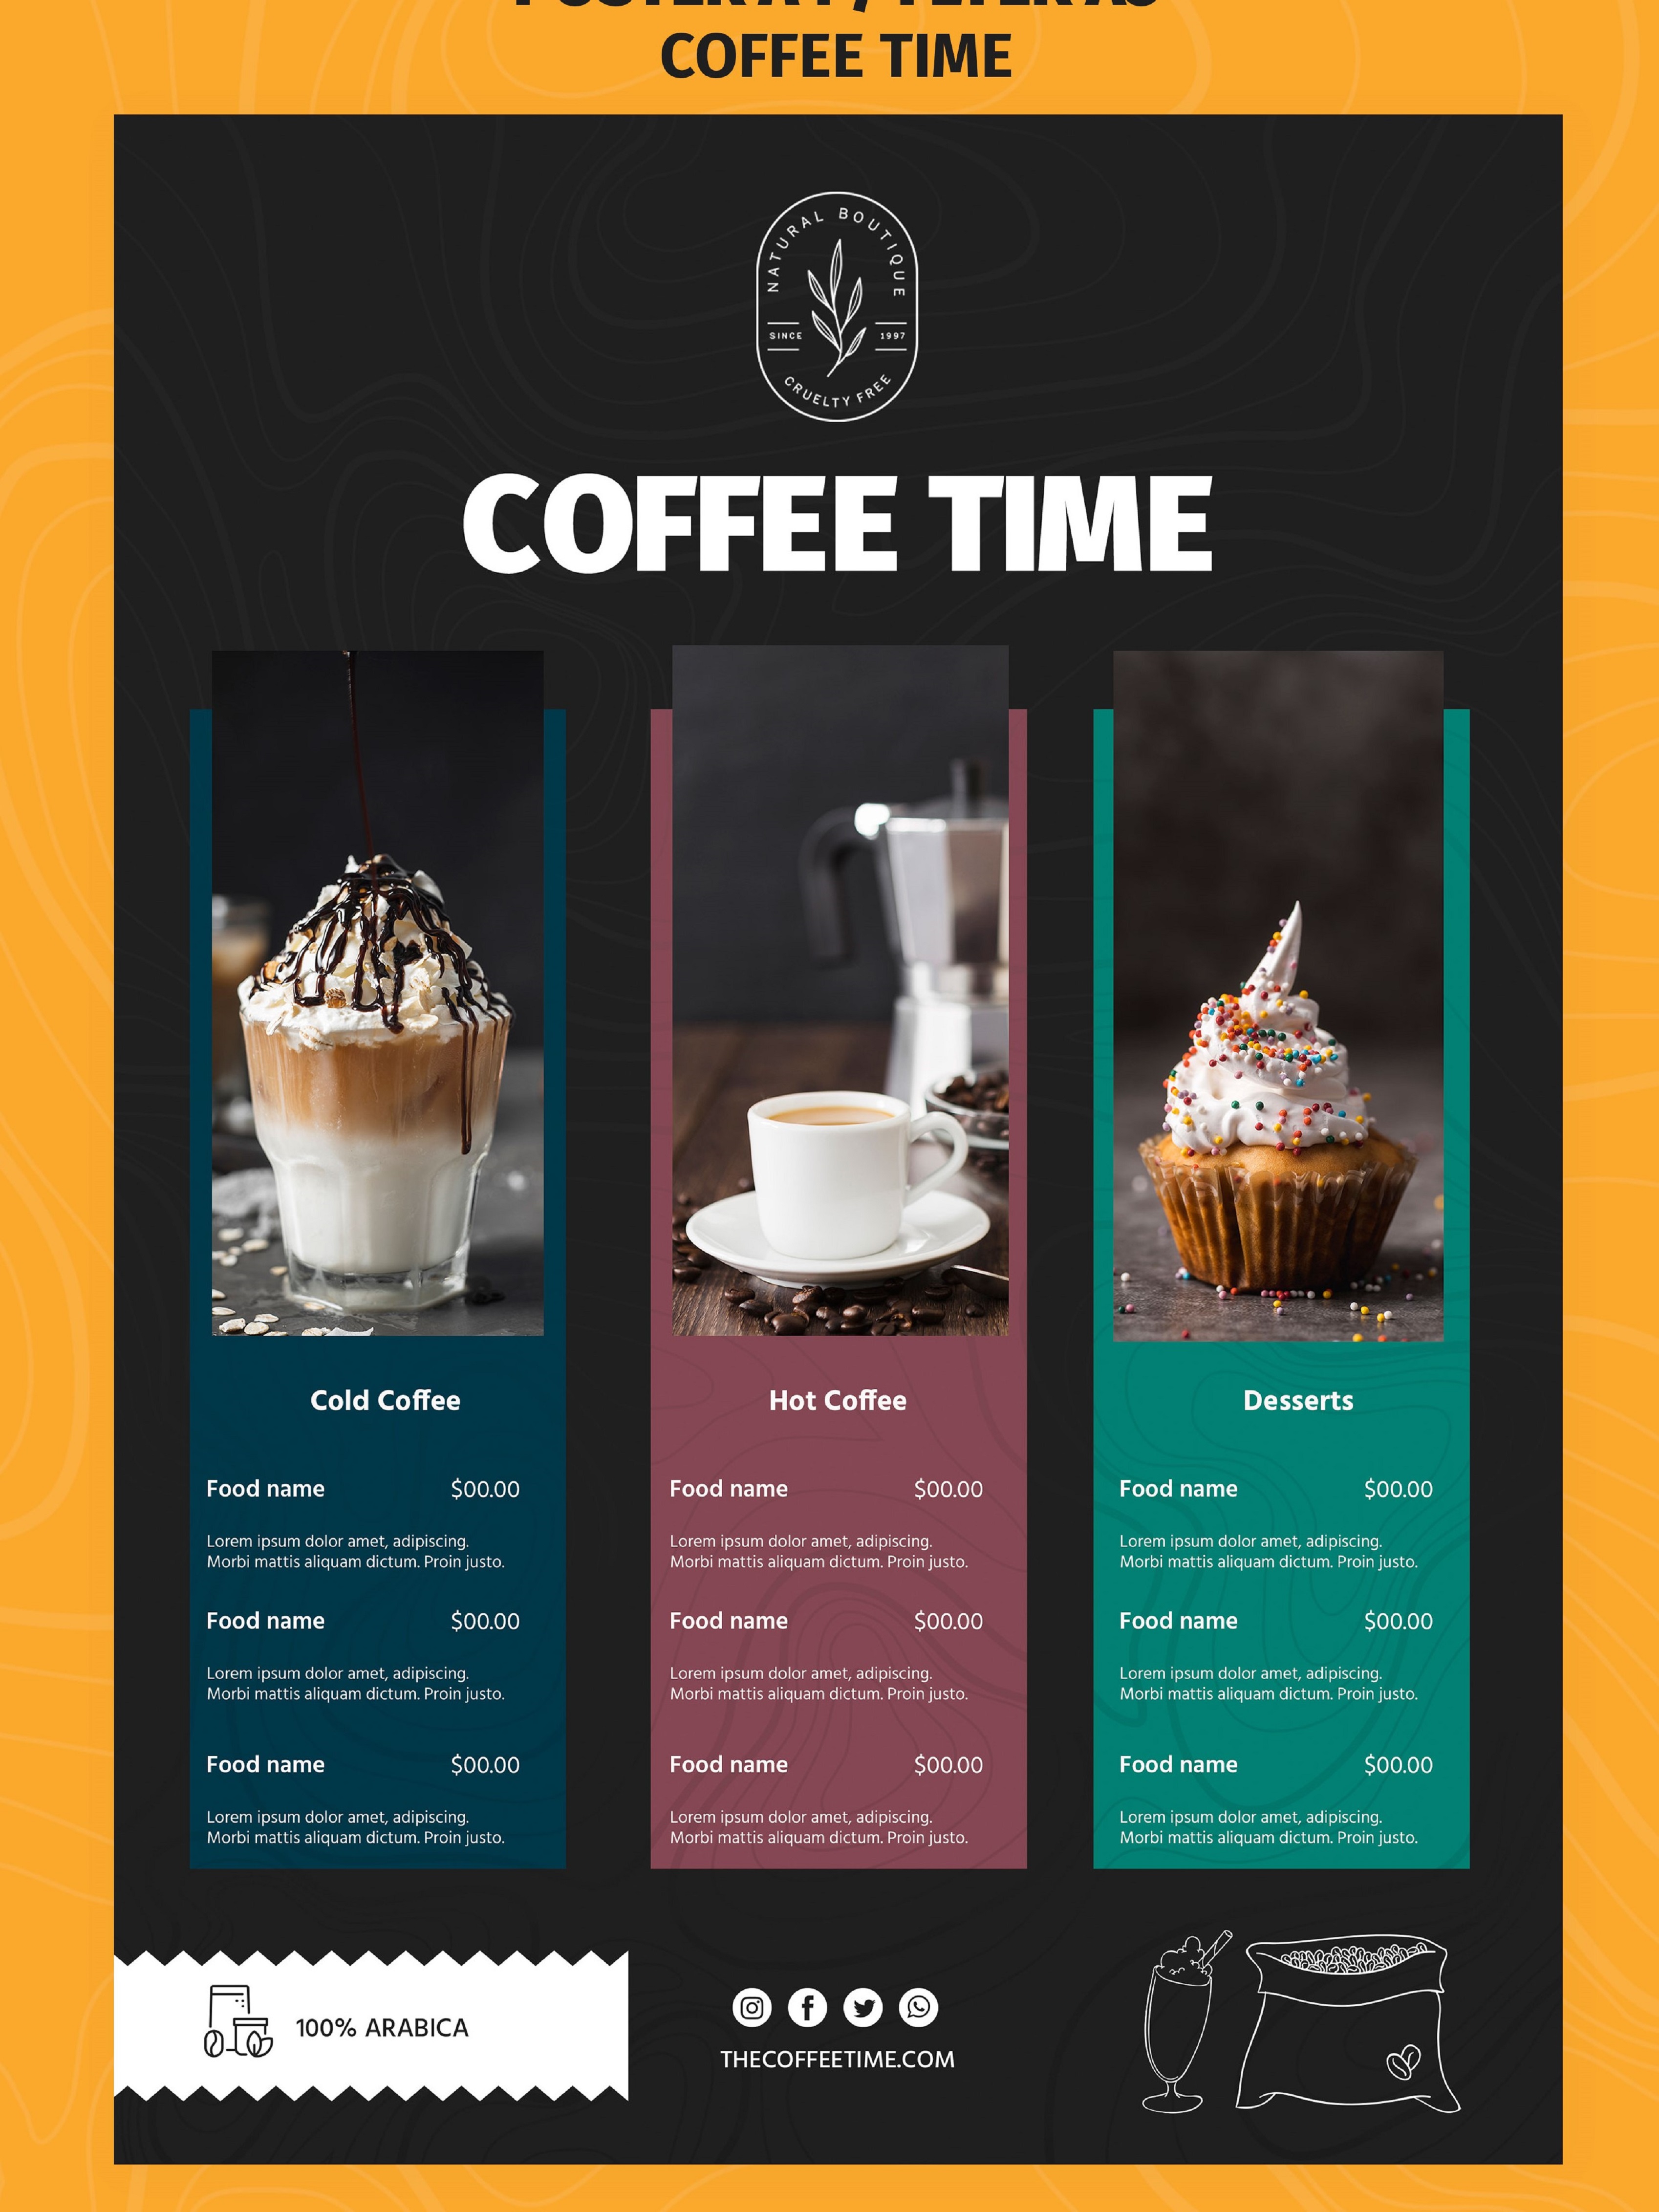 COFFEE TIME
NATURAL BOUTIQUE
SINCE 1997
CRUELTY FREE
COFFEE TIME
Cold Coffee
Food name $00.00
Lorem ipsum dolor amet, adipiscing.
Morbi mattis aliquam dictum. Proin justo.
Food name $00.00
Lorem ipsum dolor amet, adipiscing.
Morbi mattis aliquam dictum. Proin justo.
Food name $00.00
Lorem ipsum dolor amet, adipiscing.
Morbi mattis aliquam dictum. Proin justo.
Hot Coffee
Food name $00.00
Lorem ipsum dolor amet, adipiscing.
Morbi mattis aliquam dictum. Proin justo.
Food name $00.00
Lorem ipsum dolor amet, adipiscing.
Morbi mattis aliquam dictum. Proin justo.
Food name $00.00
Lorem ipsum dolor amet, adipiscing.
Morbi mattis aliquam dictum. Proin justo.
Desserts
Food name $00.00
Lorem ipsum dolor amet, adipiscing.
Morbi mattis aliquam dictum. Proin justo.
Food name $00.00
Lorem ipsum dolor amet, adipiscing.
Morbi mattis aliquam dictum. Proin justo.
Food name $00.00
Lorem ipsum dolor amet, adipiscing.
Morbi mattis aliquam dictum. Proin justo.
100% ARABICA
THECOFFEETIME.COM